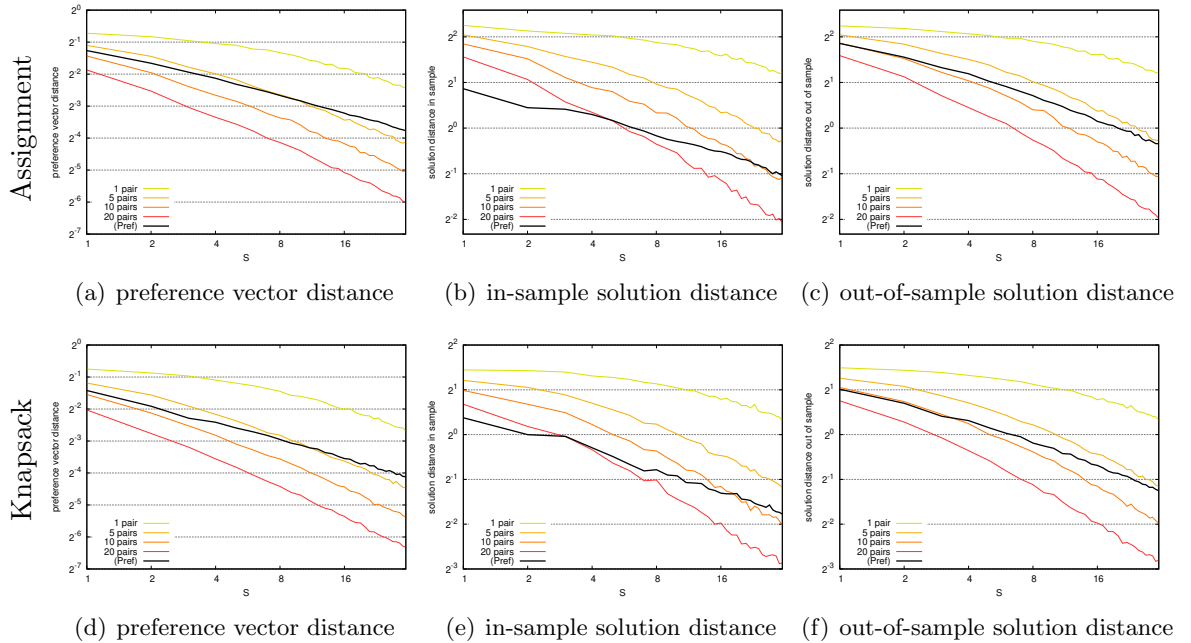 Assignment
preference vector distance
2^0
2^-1
2^-2
2^-3
2^-4
2^-5
2^-6
2^-7
1 pair
5 pairs
10 pairs
20 pairs
(Pref)
1 2 4 8 16
S
(a) preference vector distance
solution distance in sample
2^2
2^1
2^0
2^-1
2^-2
1 pair
5 pairs
10 pairs
20 pairs
(Pref)
1 2 4 8 16
S
(b) in-sample solution distance
solution distance out of sample
2^2
2^1
2^0
2^-1
2^-2
1 pair
5 pairs
10 pairs
20 pairs
(Pref)
1 2 4 8 16
S
(c) out-of-sample solution distance
Knapsack
preference vector distance
2^0
2^-1
2^-2
2^-3
2^-4
2^-5
2^-6
2^-7
1 pair
5 pairs
10 pairs
20 pairs
(Pref)
1 2 4 8 16
S
(d) preference vector distance
solution distance in sample
2^2
2^1
2^0
2^-1
2^-2
2^-3
1 pair
5 pairs
10 pairs
20 pairs
(Pref)
1 2 4 8 16
S
(e) in-sample solution distance
solution distance out of sample
2^2
2^1
2^0
2^-1
2^-2
2^-3
1 pair
5 pairs
10 pairs
20 pairs
(Pref)
1 2 4 8 16
S
(f) out-of-sample solution distance